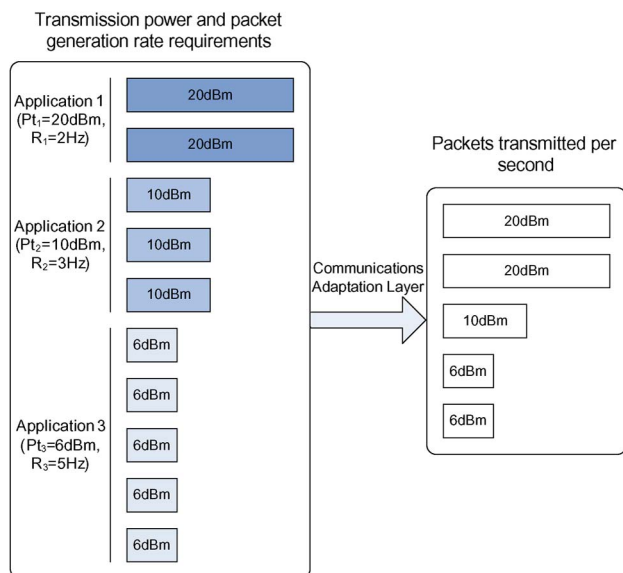 Transmission power and packet
generation rate requirements
Application 1
(Pt₁=20dBm,
R₁=2Hz)
20dBm
20dBm
Application 2
(Pt₂=10dBm,
R₂=3Hz)
10dBm
10dBm
10dBm
Application 3
(Pt₃=6dBm,
R₃=5Hz)
6dBm
6dBm
6dBm
6dBm
6dBm
Communications
Adaptation Layer
Packets transmitted per
second
20dBm
20dBm
10dBm
6dBm
6dBm